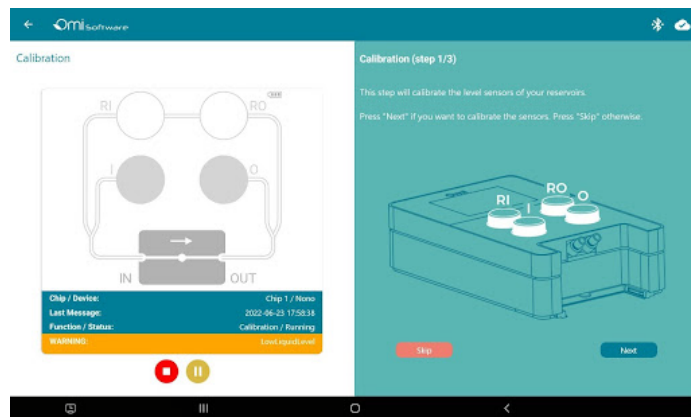 Omi Software
Calibration
RI
RO
I
O
IN
OUT
Chip / Device: Chip 1 / Nono
Last Message: 2022-06-23 17:58:38
Function / Status: Calibration / Running
WARNING: LowLiquidLevel
Calibration (step 1/3)
This step will calibrate the level sensors of your reservoirs.
Press "Next" if you want to calibrate the sensors. Press "Skip" otherwise.
RI
I
RO
O
Skip
Next